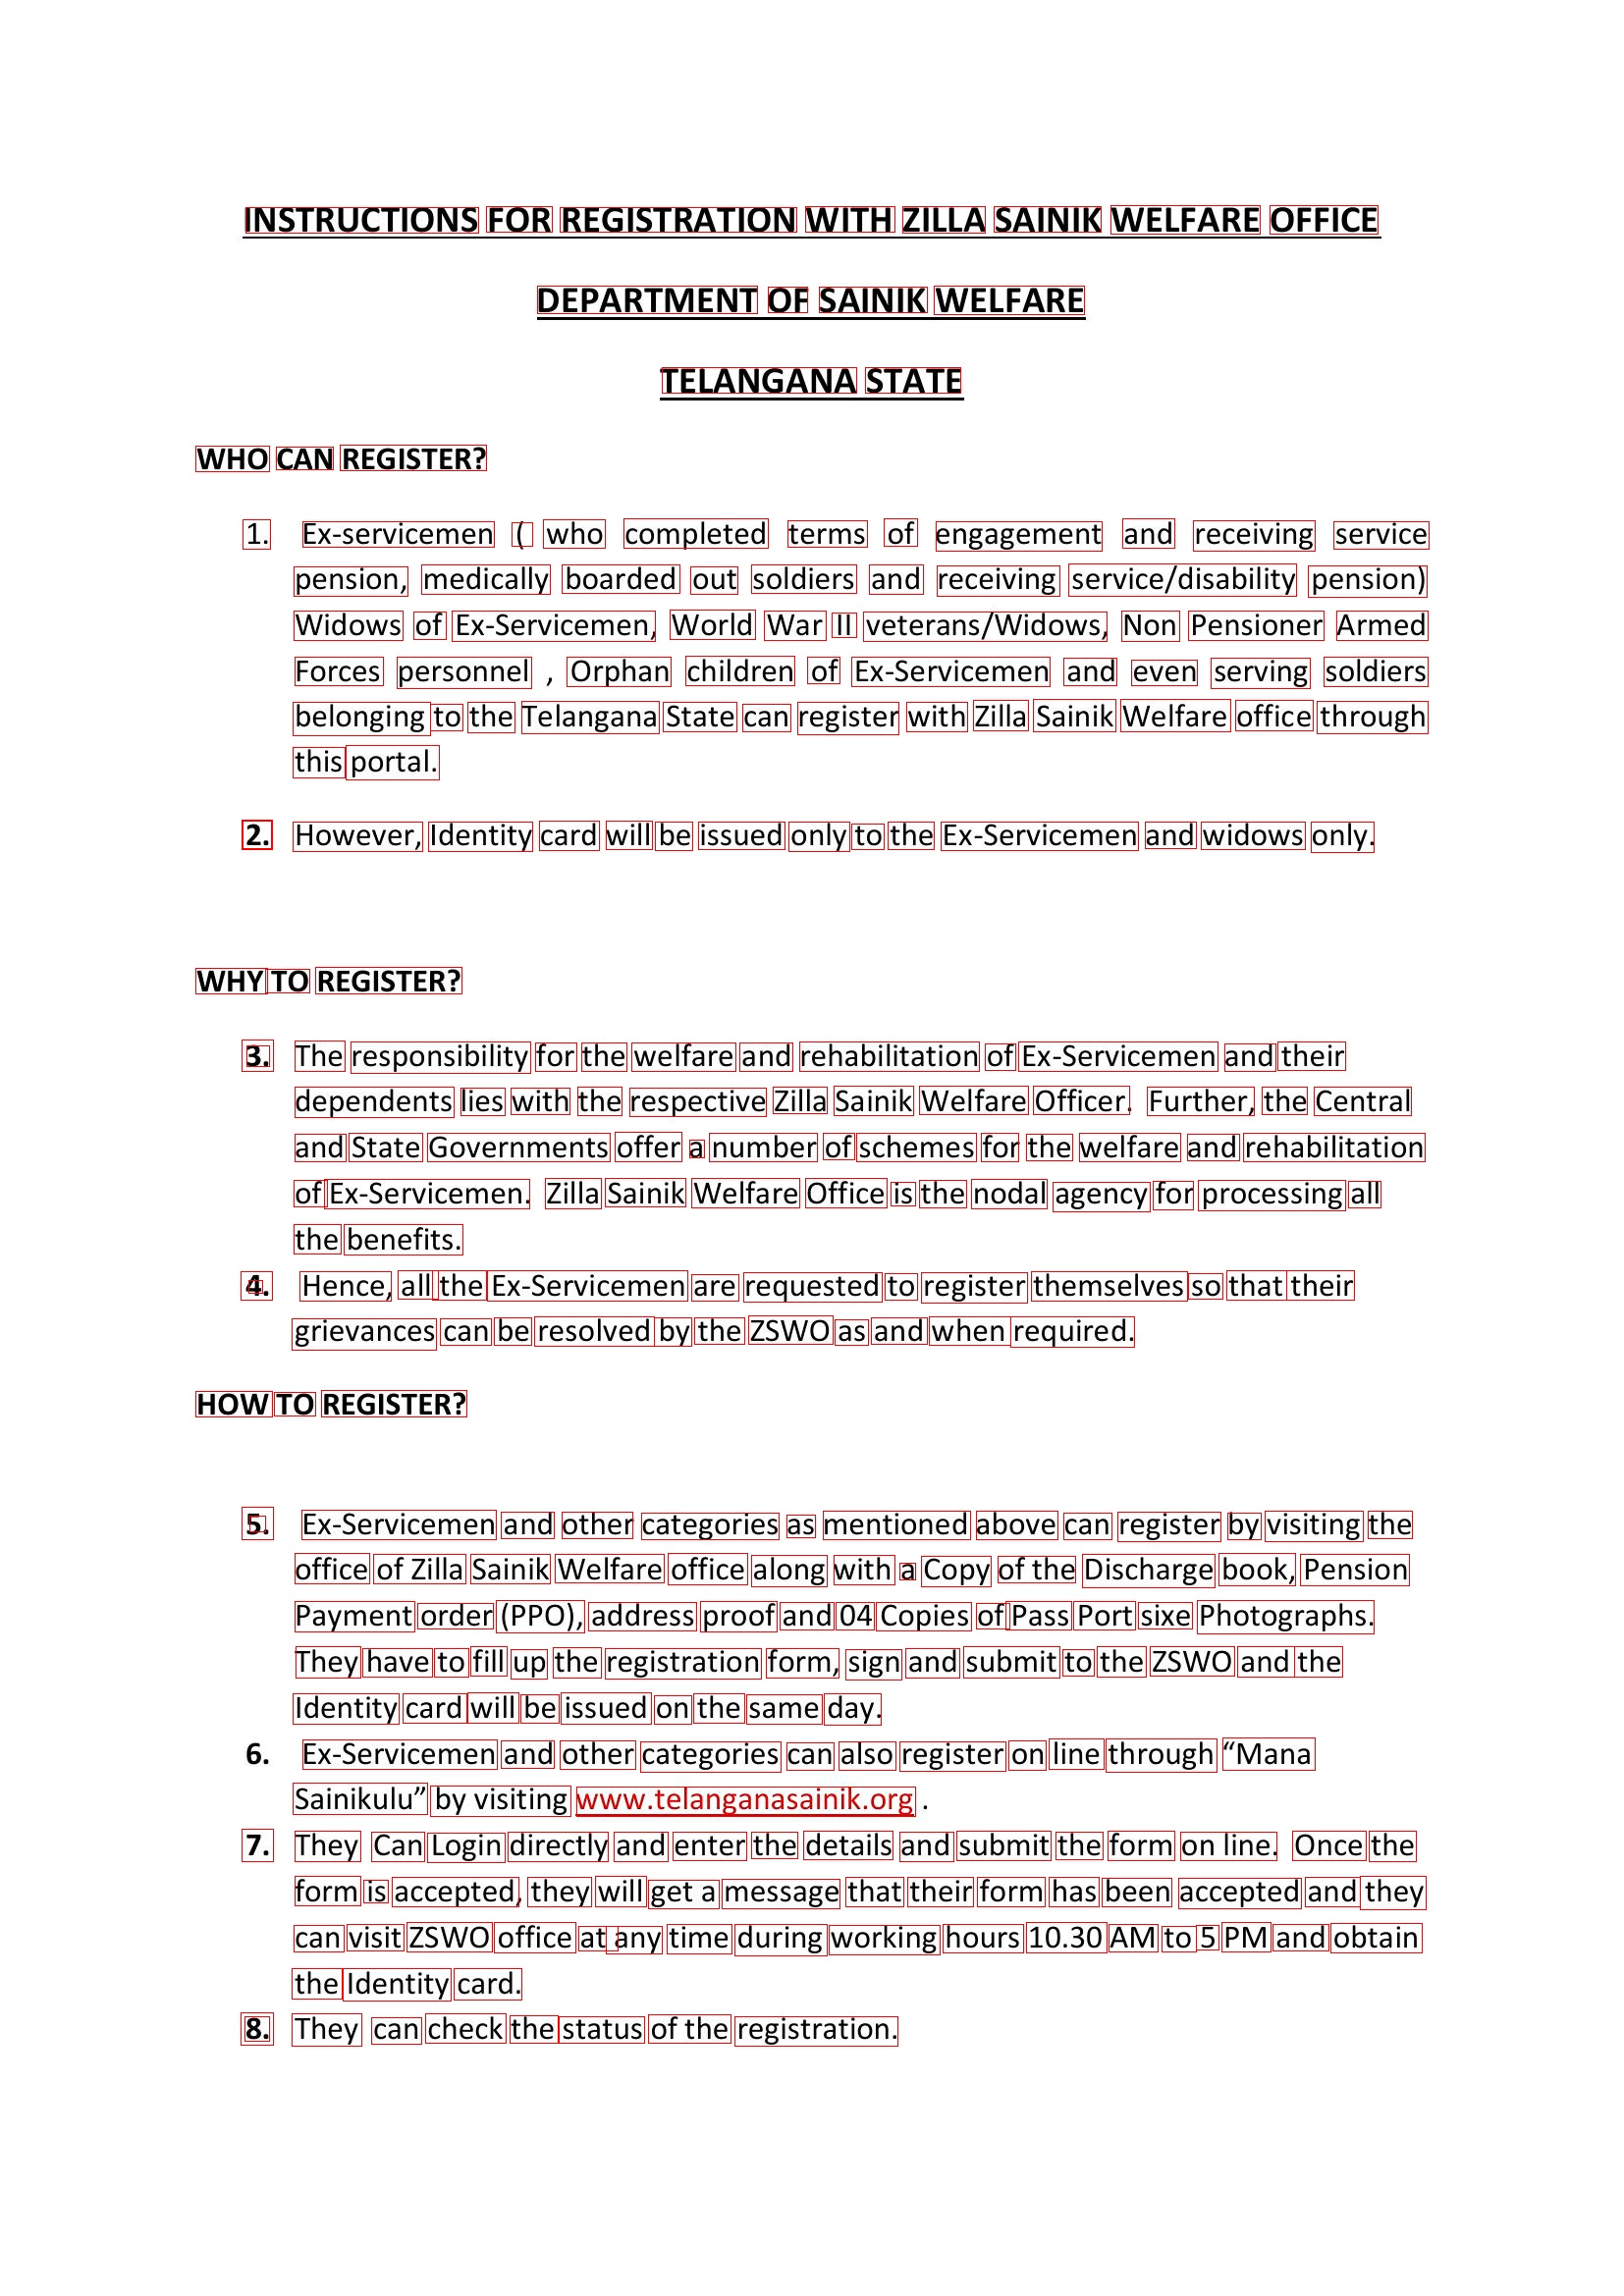 INSTRUCTIONS FOR REGISTRATION WITH ZILLA SAINIK WELFARE OFFICE
DEPARTMENT OF SAINIK WELFARE
TELANGANA STATE
WHO CAN REGISTER?
1. Ex-servicemen ( who completed terms of engagement and receiving service
pension, medically boarded out soldiers and receiving service/disability pension)
Widows of Ex-Servicemen, World War II veterans/Widows, Non Pensioner Armed
Forces personnel , Orphan children of Ex-Servicemen and even serving soldiers
belonging to the Telangana State can register with Zilla Sainik Welfare office through
this portal.
2. However, Identity card will be issued only to the Ex-Servicemen and widows only.
WHY TO REGISTER?
3. The responsibility for the welfare and rehabilitation of Ex-Servicemen and their
dependents lies with the respective Zilla Sainik Welfare Officer. Further, the Central
and State Governments offer a number of schemes for the welfare and rehabilitation
of Ex-Servicemen. Zilla Sainik Welfare Office is the nodal agency for processing all
the benefits.
4. Hence, all the Ex-Servicemen are requested to register themselves so that their
grievances can be resolved by the ZSWO as and when required.
HOW TO REGISTER?
5. Ex-Servicemen and other categories as mentioned above can register by visiting the
office of Zilla Sainik Welfare office along with a Copy of the Discharge book, Pension
Payment order (PPO), address proof and 04 Copies of Pass Port sixe Photographs.
They have to fill up the registration form, sign and submit to the ZSWO and the
Identity card will be issued on the same day.
6. Ex-Servicemen and other categories can also register on line through “Mana
Sainikulu” by visiting www.telanganasainik.org .
7. They Can Login directly and enter the details and submit the form on line. Once the
form is accepted, they will get a message that their form has been accepted and they
can visit ZSWO office at any time during working hours 10.30 AM to 5 PM and obtain
the Identity card.
8. They can check the status of the registration.